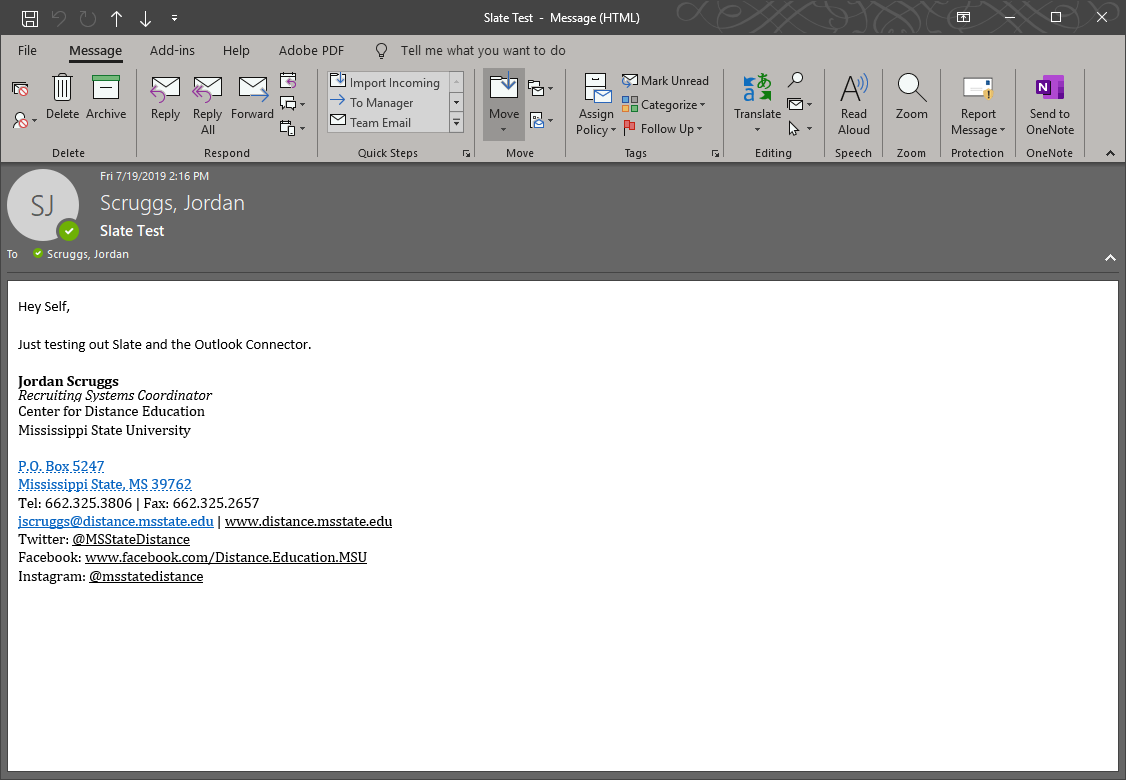 Slate Test - Message (HTML)
File Message Add-ins Help Adobe PDF Tell me what you want to do
Delete Archive
Delete
Reply Reply All Forward
Respond
Import Incoming
To Manager
Team Email
Quick Steps
Move
Move
Assign Policy
Mark Unread
Categorize
Follow Up
Tags
Translate
Editing
Read Aloud
Speech
Zoom
Zoom
Report Message
Protection
Send to OneNote
N
OneNote
SJ
Fri 7/19/2019 2:16 PM
Scruggs, Jordan
Slate Test
To Scruggs, Jordan
Hey Self,
Just testing out Slate and the Outlook Connector.
Jordan Scruggs
Recruiting Systems Coordinator
Center for Distance Education
Mississippi State University
P.O. Box 5247
Mississippi State, MS 39762
Tel: 662.325.3806 | Fax: 662.325.2657
jscruggs@distance.msstate.edu | www.distance.msstate.edu
Twitter: @MSStateDistance
Facebook: www.facebook.com/Distance.Education.MSU
Instagram: @msstatedistance